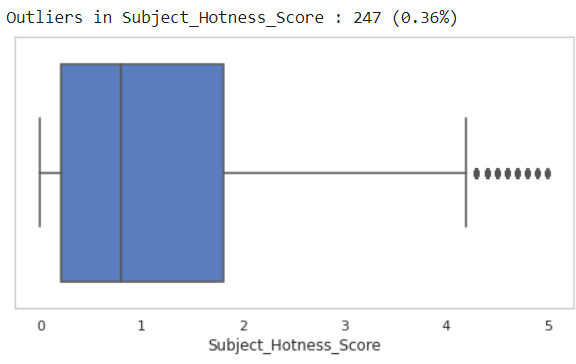 Outliers in Subject_Hotness_Score : 247 (0.36%)
0 1 2 3 4 5
Subject_Hotness_Score